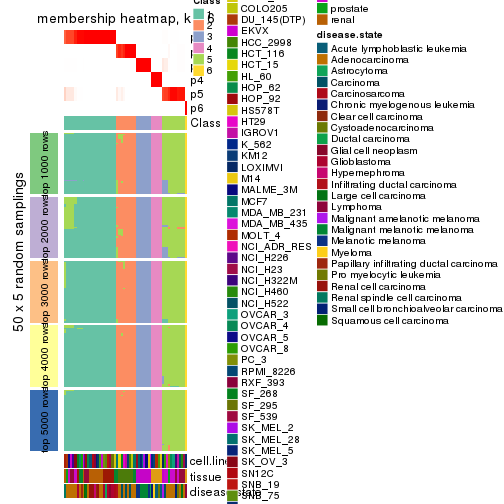 membership heatmap, k = 6
p4
p5
p6
Class
50 x 5 random samplings
top 1000 rows
top 2000 rows
top 3000 rows
top 4000 rows
top 5000 rows
cell.line
tissue
disease.state
Class
1
2
3
4
5
6
COLO205
DU_145(DTP)
EKVX
HCC_2998
HCT_116
HCT_15
HL_60
HOP_62
HOP_92
HS578T
HT29
IGROV1
K_562
KM12
LOXIMVI
M14
MALME_3M
MCF7
MDA_MB_231
MDA_MB_435
MOLT_4
NCI_ADR_RES
NCI_H226
NCI_H23
NCI_H322M
NCI_H460
NCI_H522
OVCAR_3
OVCAR_4
OVCAR_5
OVCAR_8
PC_3
RPMI_8226
RXF_393
SF_268
SF_295
SF_539
SK_MEL_2
SK_MEL_28
SK_MEL_5
SK_OV_3
SN12C
SNB_19
SNB_75
prostate
renal
disease.state
Acute lymphoblastic leukemia
Adenocarcinoma
Astrocytoma
Carcinoma
Carcinosarcoma
Chronic myelogenous leukemia
Clear cell carcinoma
Cystoadenocarcinoma
Ductal carcinoma
Glial cell neoplasm
Glioblastoma
Hypernephroma
Infiltrating ductal carcinoma
Large cell carcinoma
Lymphoma
Malignant amelanotic melanoma
Malignant melanotic melanoma
Melanotic melanoma
Myeloma
Papillary infiltrating ductal carcinoma
Pro myelocytic leukemia
Renal cell carcinoma
Renal spindle cell carcinoma
Small cell bronchioalveolar carcinoma
Squamous cell carcinoma